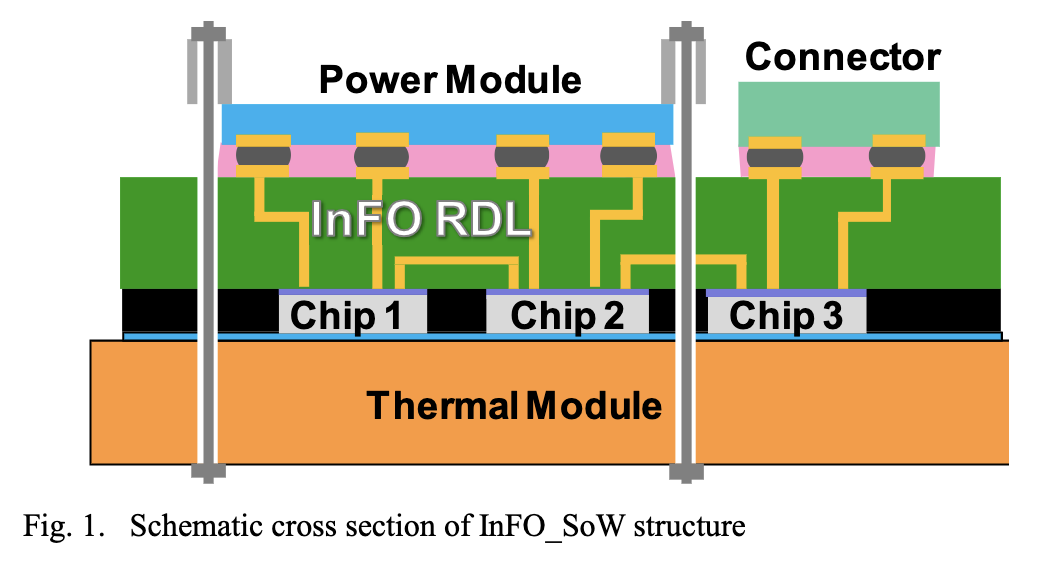 Connector
Power Module
InFO RDL
Chip 1
Chip 2
Chip 3
Thermal Module
Fig. 1. Schematic cross section of InFO_SoW structure